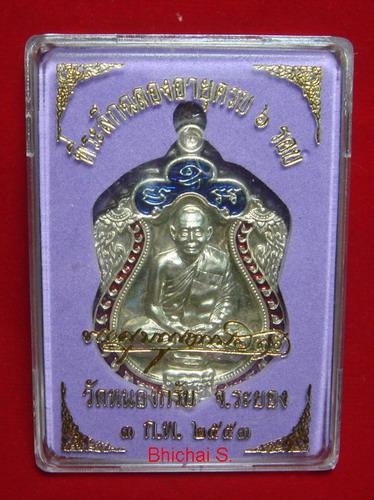 ที่ระลึกฉลองอายุครบ ๖ รอบ
วัดหนองกรับ จ.ระยอง
๓ ก.พ. ๒๕๕๓
Bhichai S.